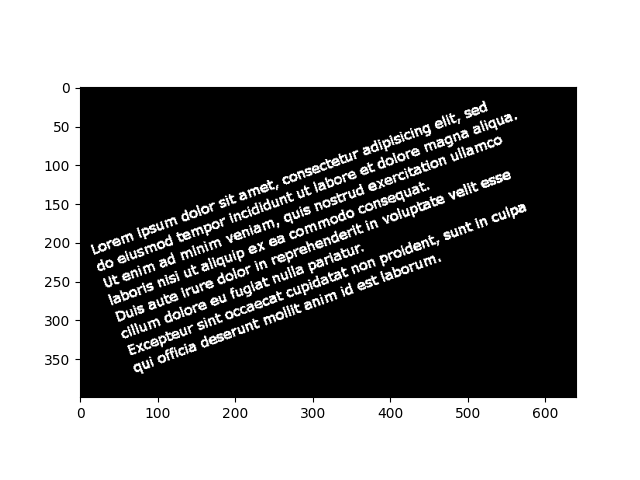 Lorem ipsum dolor sit amet, consectetur adipisicing elit, sed
do eiusmod tempor incididunt ut labore et dolore magna aliqua.
Ut enim ad minim veniam, quis nostrud exercitation ullamco
laboris nisi ut aliquip ex ea commodo consequat.
Duis aute irure dolor in reprehenderit in voluptate velit esse
cillum dolore eu fugiat nulla pariatur.
Excepteur sint occaecat cupidatat non proident, sunt in culpa
qui officia deserunt mollit anim id est laborum.
0
50
100
150
200
250
300
350
0 100 200 300 400 500 600